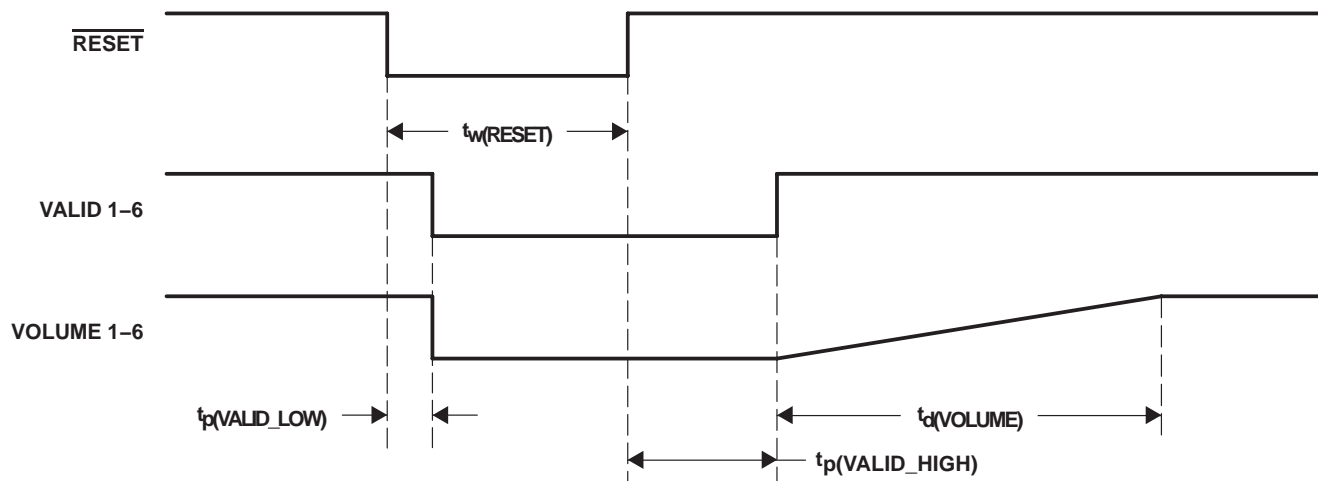 RESET
tw(RESET)
VALID 1–6
VOLUME 1–6
tp(VALID_LOW)
td(VOLUME)
tp(VALID_HIGH)